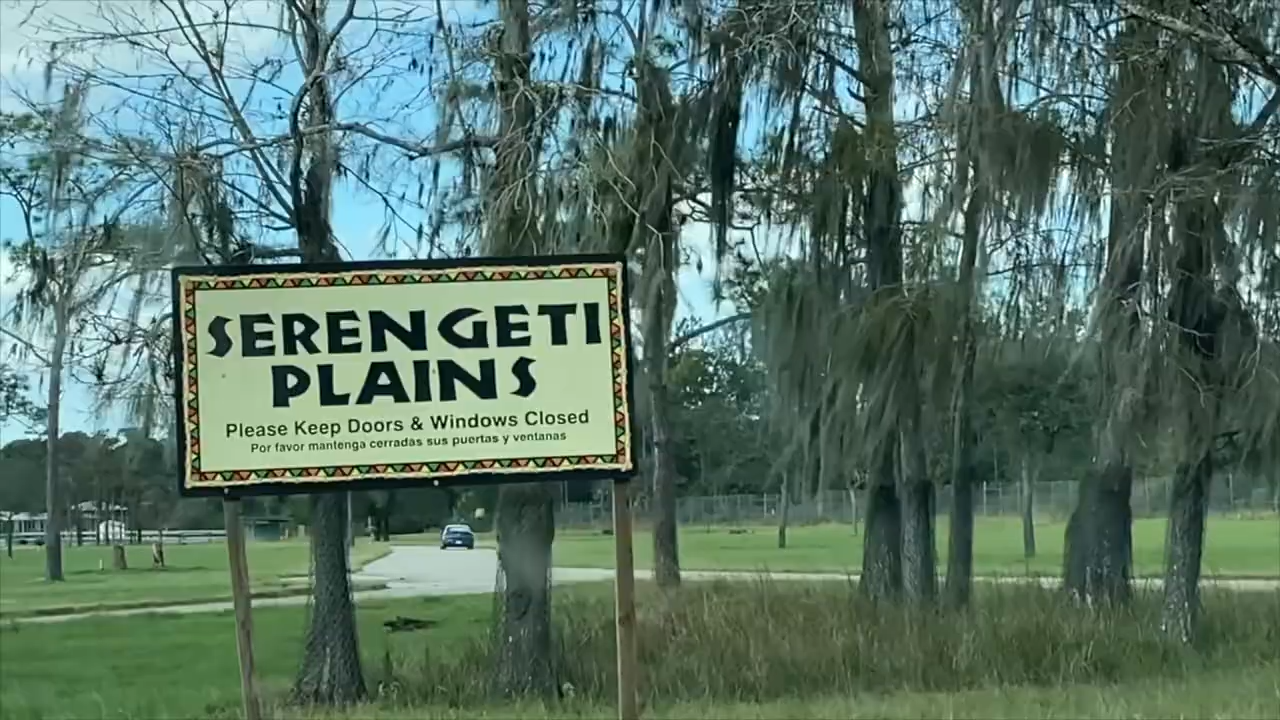 SERENGETI
PLAINS
Please Keep Doors & Windows Closed
Por favor mantenga cerradas sus puertas y ventanas